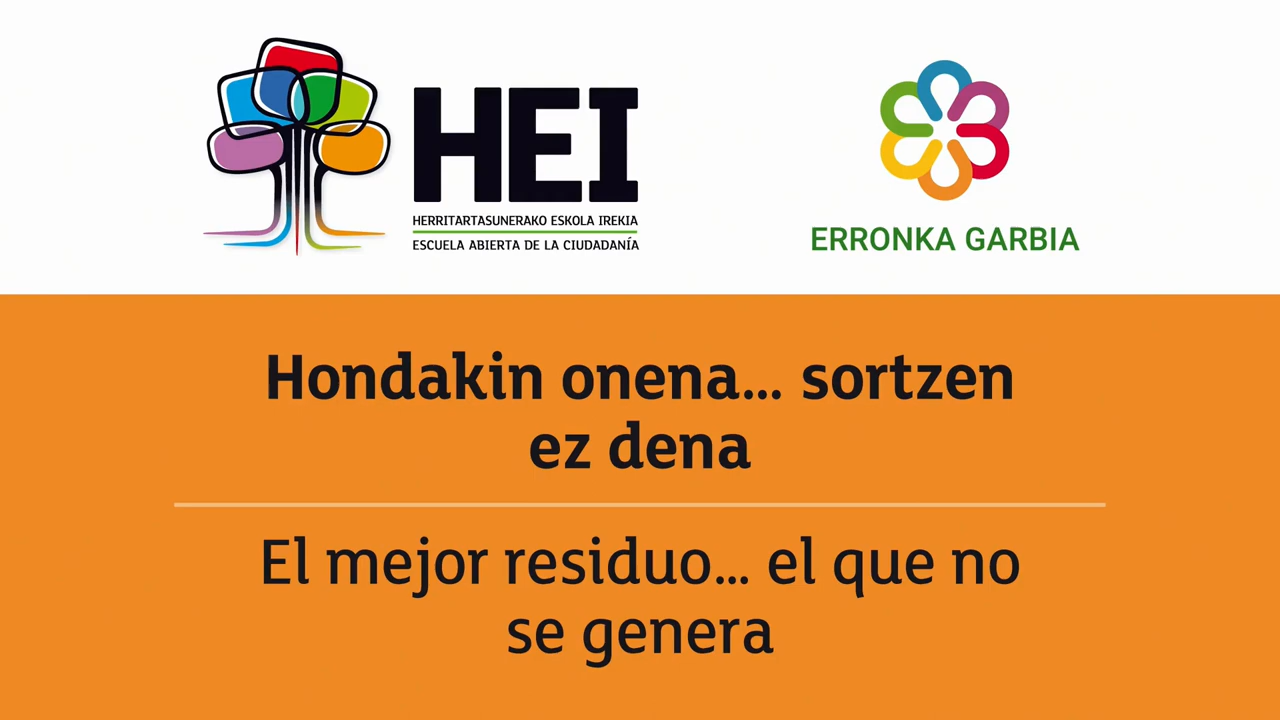 HEI
HERRITARTASUNERAKO ESKOLA IREKIA
ESCUELA ABIERTA DE LA CIUDADANÍA
ERRONKA GARBIA
Hondakin onena... sortzen
ez dena
El mejor residuo... el que no
se genera